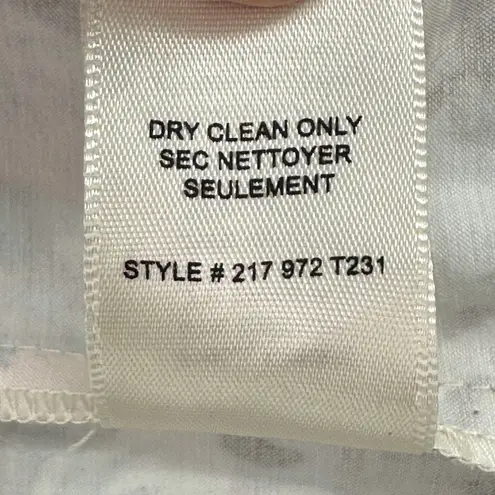 DRY CLEAN ONLY
SEC NETTOYER
SEULEMENT
STYLE # 217 972 T231